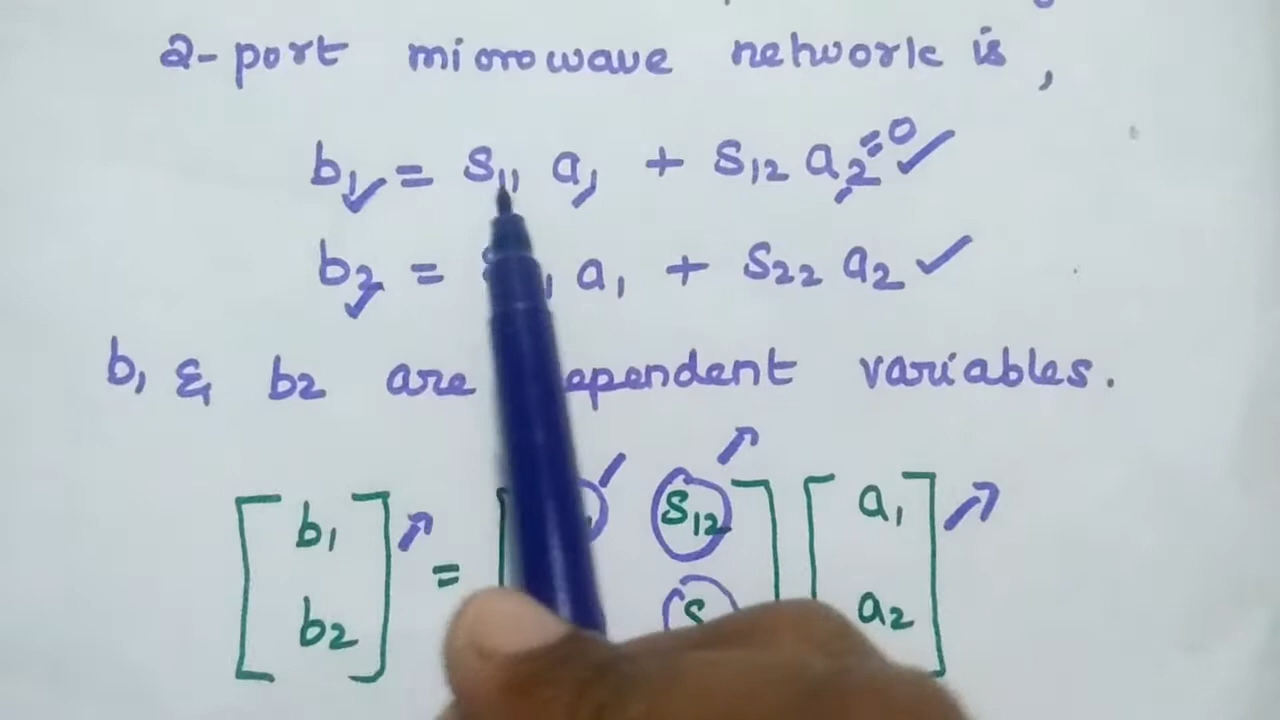 2-port microwave network is,
b1 = S11 a1 + S12 a2 = 0
b2 = a1 + S22 a2
b1 & b2 are dependent variables.
[ b1 ] = [ S12 ] [ a1 ]
[ b2 ] [ S ] [ a2 ]